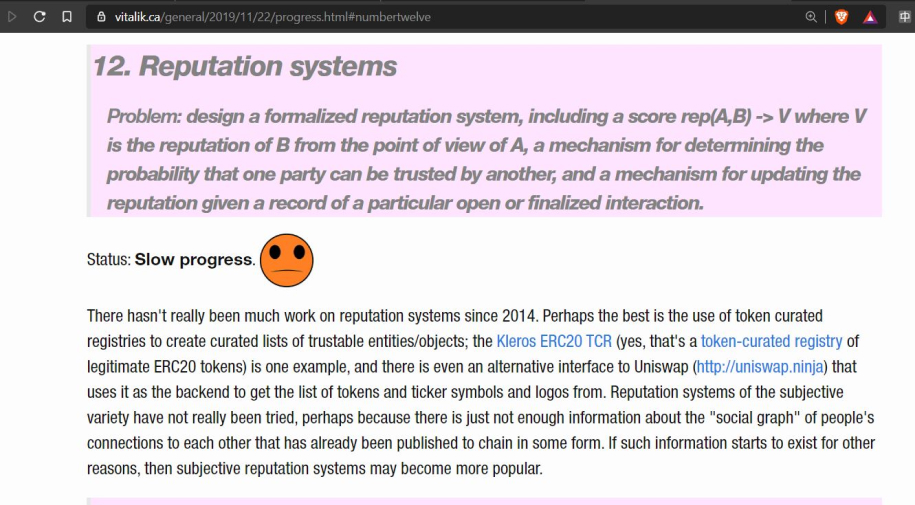 vitalik.ca/general/2019/11/22/progress.html#numbertwelve
中
12. Reputation systems
Problem: design a formalized reputation system, including a score rep(A,B) -> V where V
is the reputation of B from the point of view of A, a mechanism for determining the
probability that one party can be trusted by another, and a mechanism for updating the
reputation given a record of a particular open or finalized interaction.
Status: Slow progress.
There hasn't really been much work on reputation systems since 2014. Perhaps the best is the use of token curated
registries to create curated lists of trustable entities/objects; the Kleros ERC20 TCR (yes, that's a token-curated registry of
legitimate ERC20 tokens) is one example, and there is even an alternative interface to Uniswap (http://uniswap.ninja) that
uses it as the backend to get the list of tokens and ticker symbols and logos from. Reputation systems of the subjective
variety have not really been tried, perhaps because there is just not enough information about the "social graph" of people's
connections to each other that has already been published to chain in some form. If such information starts to exist for other
reasons, then subjective reputation systems may become more popular.